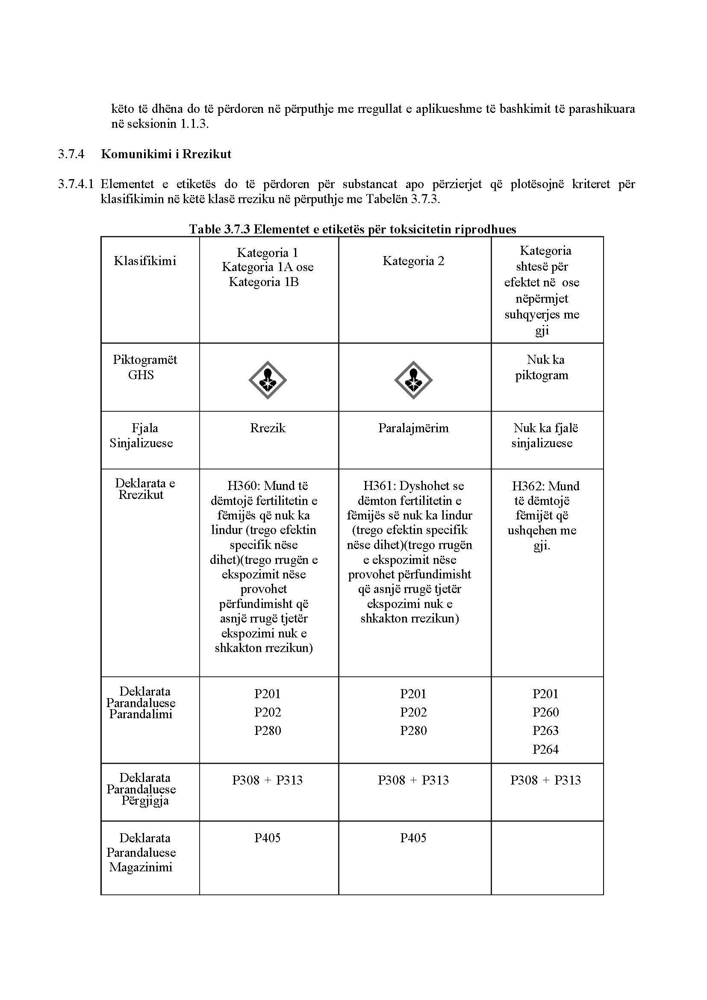 këto të dhëna do të përdoren në përputhje me rregullat e aplikueshme të bashkimit të parashikuara
në seksionin 1.1.3.
3.7.4 Komunikimi i Rrezikut
3.7.4.1 Elementet e etiketës do të përdoren për substancat apo përzierjet që plotësojnë kriteret për
klasifikimin në këtë klasë rreziku në përputhje me Tabelën 3.7.3.
Table 3.7.3 Elementet e etiketës për toksicitetin riprodhues
Klasifikimi
Kategoria 1
Kategoria 1A ose
Kategoria 1B
Kategoria 2
Kategoria
shtesë për
efektet në ose
nëpërmjet
suhqyerjes me
gji
Piktogramët
GHS
Nuk ka
piktogram
Fjala
Sinjalizuese
Rrezik
Paralajmërim
Nuk ka fjalë
sinjalizuese
Deklarata e
Rrezikut
H360: Mund të
dëmtojë fertilitetin e
fëmijës që nuk ka
lindur (trego efektin
specifik nëse
dihet)(trego rrugën e
ekspozimit nëse
provohet
përfundimisht që
asnjë rrugë tjetër
ekspozimi nuk e
shkakton rrezikun)
H361: Dyshohet se
dëmton fertilitetin e
fëmijës së nuk ka lindur
(trego efektin specifik
nëse dihet)(trego rrugën
e ekspozimit nëse
provohet përfundimisht
që asnjë rrugë tjetër
ekspozimi nuk e
shkakton rrezikun)
H362: Mund
të dëmtojë
fëmijët që
ushqehen me
gji.
Deklarata
Parandaluese
Parandalimi
P201
P202
P280
P201
P202
P280
P201
P260
P263
P264
Deklarata
Parandaluese
Përgjigja
P308 + P313
P308 + P313
P308 + P313
Deklarata
Parandaluese
Magazinimi
P405
P405